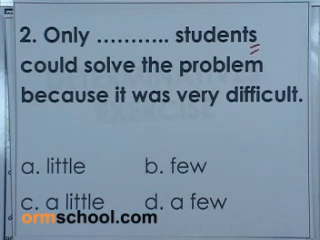 2. Only ……….. students
could solve the problem
because it was very difficult.
a. little b. few
c. a little d. a few
ormschool.com